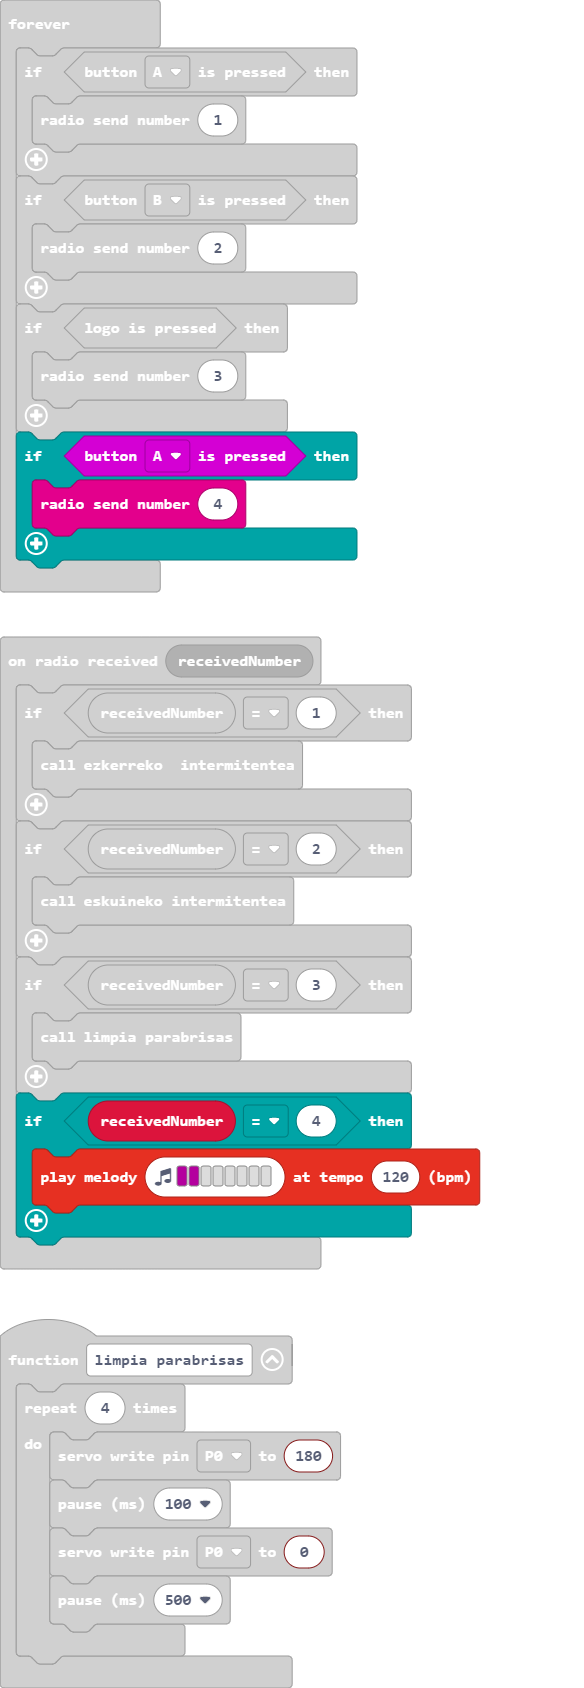 forever
if button A is pressed then
radio send number 1
if button B is pressed then
radio send number 2
if logo is pressed then
radio send number 3
if button A is pressed then
radio send number 4
on radio received receivedNumber
if receivedNumber = 1 then
call ezkerreko intermitentea
if receivedNumber = 2 then
call eskuineko intermitentea
if receivedNumber = 3 then
call limpia parabrisas
if receivedNumber = 4 then
play melody at tempo 120 (bpm)
function limpia parabrisas
repeat 4 times
do servo write pin P0 to 180
pause (ms) 100
servo write pin P0 to 0
pause (ms) 500